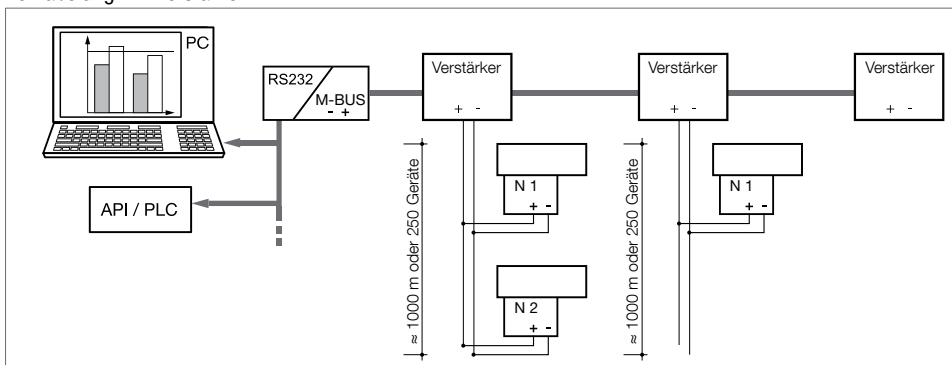 PC
RS232
M-BUS
- +
Verstärker
+ -
Verstärker
+ -
Verstärker
+ -
API / PLC
≈ 1000 m oder 250 Geräte
N 1
+ -
N 2
+ -
≈ 1000 m oder 250 Geräte
N 1
+ -